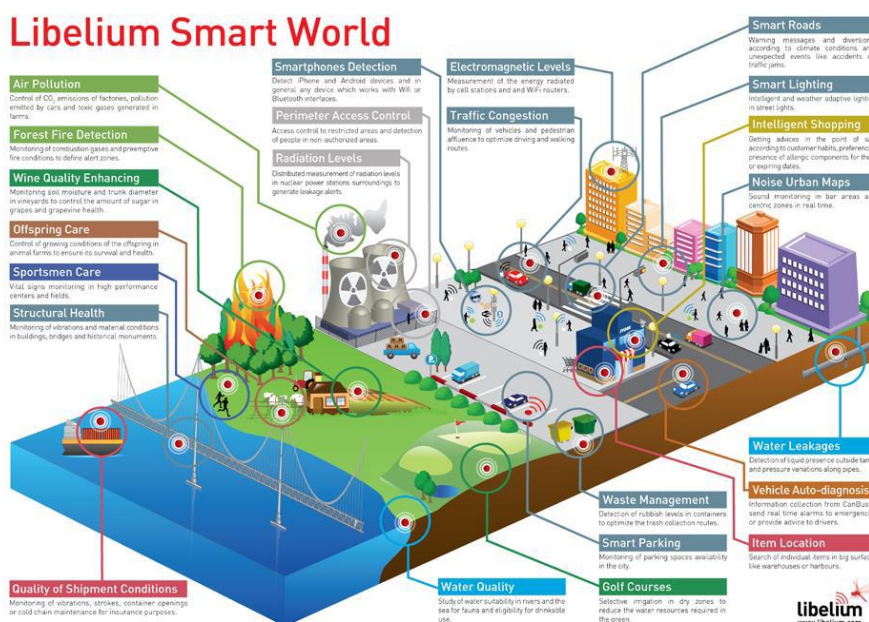 Libelium Smart World
Air Pollution
Control of CO₂ emissions of factories, pollution
emitted by cars and toxic gases generated in
farms.
Forest Fire Detection
Monitoring of combustion gases and preemptive
fire conditions to define alert zones.
Wine Quality Enhancing
Monitoring soil moisture and trunk diameter
in vineyards to control the amount of sugar in
grapes and grapevine health.
Offspring Care
Control of growing conditions of the offspring in
animal farms to ensure its survival and health.
Sportsmen Care
Vital signs monitoring in high performance
centers and fields.
Structural Health
Monitoring of vibrations and material conditions
in buildings, bridges and historical monuments.
Quality of Shipment Conditions
Monitoring of vibrations, strokes, container openings
or cold chain maintenance for insurance purposes.
Smartphones Detection
Detect iPhone and Android devices and in
general any device which works with Wifi or
Bluetooth interfaces.
Perimeter Access Control
Access control to restricted areas and detection
of people in non-authorized areas.
Radiation Levels
Distributed measurement of radiation levels
in nuclear power stations surroundings to
generate leakage alerts.
Electromagnetic Levels
Measurement of the energy radiated
by cell stations and and WiFi routers.
Traffic Congestion
Monitoring of vehicles and pedestrian
affluence to optimize driving and walking
routes.
Smart Roads
Warning messages and diversion
according to climate conditions an
unexpected events like accidents o
traffic jams.
Smart Lighting
Intelligent and weather adaptive lighti
in street lights.
Intelligent Shopping
Getting advices in the point of sa
according to customer habits, preferenc
presence of allergic components for the
or expiring dates.
Noise Urban Maps
Sound monitoring in bar areas a
centric zones in real time.
Water Leakages
Detection of liquid presence outside tan
and pressure variations along pipes.
Vehicle Auto-diagnosis
Information collection from CanBus
send real time alarms to emergenci
or provide advice to drivers.
Item Location
Search of individual items in big surfac
like warehouses or harbours.
Waste Management
Detection of rubbish levels in containers
to optimize the trash collection routes.
Smart Parking
Monitoring of parking spaces availability
in the city.
Golf Courses
Selective irrigation in dry zones to
reduce the water resources required in
the green.
Water Quality
Study of water suitability in rivers and the
sea for fauna and eligibility for drinkable
use.
libelium
www.libelium.com